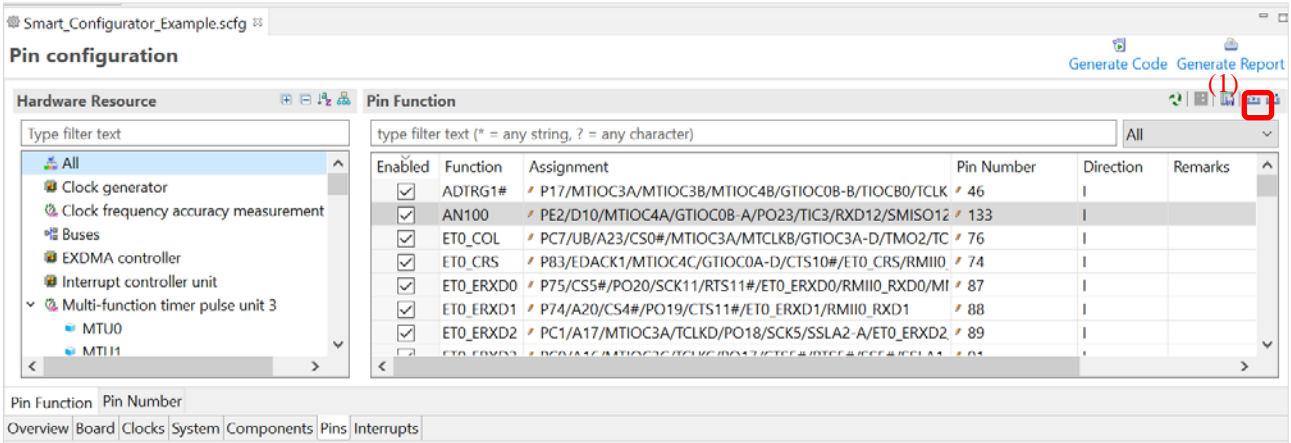 Smart_Configurator_Example.scfg
Pin configuration
Generate Code Generate Report
(1)
Hardware Resource
Pin Function
Type filter text
type filter text (* = any string, ? = any character)
All
All
Clock generator
Clock frequency accuracy measurement
Buses
EXDMA controller
Interrupt controller unit
Multi-function timer pulse unit 3
MTU0
MTU1
Enabled Function Assignment Pin Number Direction Remarks
ADTRG1# P17/MTIOC3A/MTIOC3B/MTIOC4B/GTIOC0B-B/TIOCB0/TCLK 46 I
AN100 PE2/D10/MTIOC4A/GTIOC0B-A/PO23/TIC3/RXD12/SMISO12 133 I
ET0_COL PC7/UB/A23/CS0#/MTIOC3A/MTCLKB/GTIOC3A-D/TMO2/TC 76 I
ET0_CRS P83/EDACK1/MTIOC4C/GTIOC0A-D/CTS10#/ET0_CRS/RMII0_ 74 I
ET0_ERXD0 P75/CS5#/PO20/SCK11/RTS11#/ET0_ERXD0/RMII0_RXD0/MI 87 I
ET0_ERXD1 P74/A20/CS4#/PO19/CTS11#/ET0_ERXD1/RMII0_RXD1 88 I
ET0_ERXD2 PC1/A17/MTIOC3A/TCLKD/PO18/SCK5/SSLA2-A/ET0_ERXD2 89 I
Pin Function Pin Number
Overview Board Clocks System Components Pins Interrupts